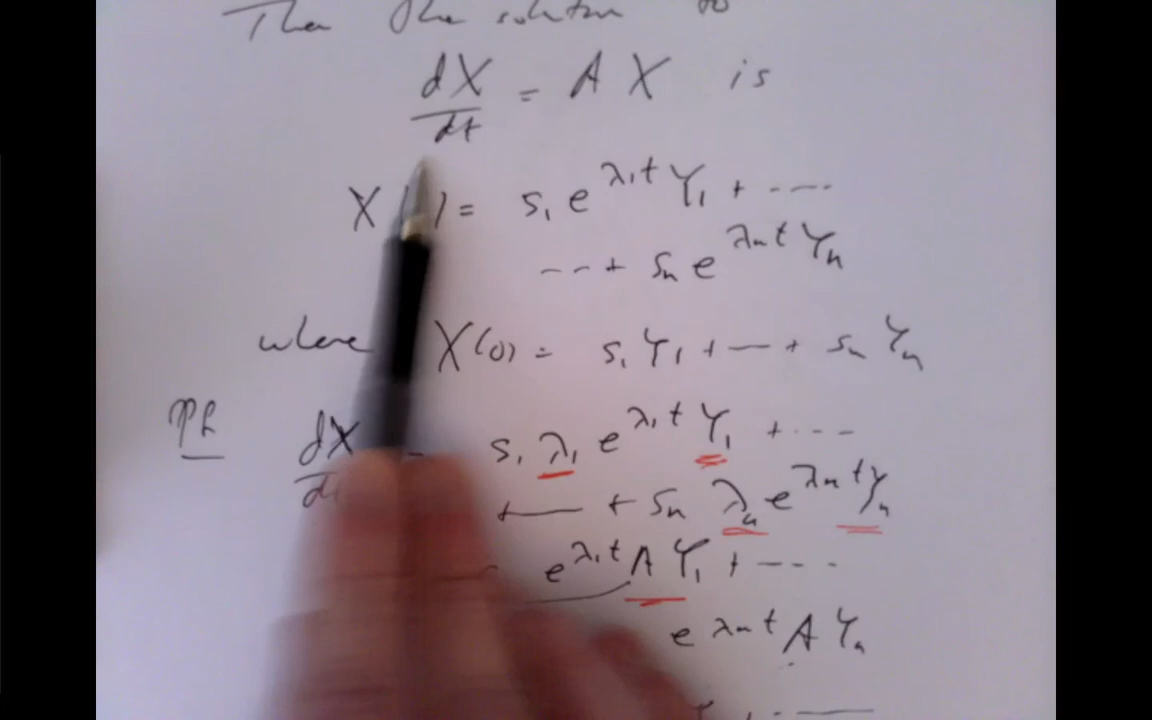 Then the solution to
dX/dt = A X is
X ( ) = s₁ e^{λ₁t} Y₁ + ----
--- + sₙ e^{λₙt} Yₙ
where X(0) = s₁ Y₁ + — + sₙ Yₙ
Pf dX/d = s₁ λ₁ e^{λ₁t} Y₁ + ---
+ sₙ λₙ e^{λₙt} Yₙ
e^{λ₁t} A Y₁ + ----
e^{λₙt} A Yₙ